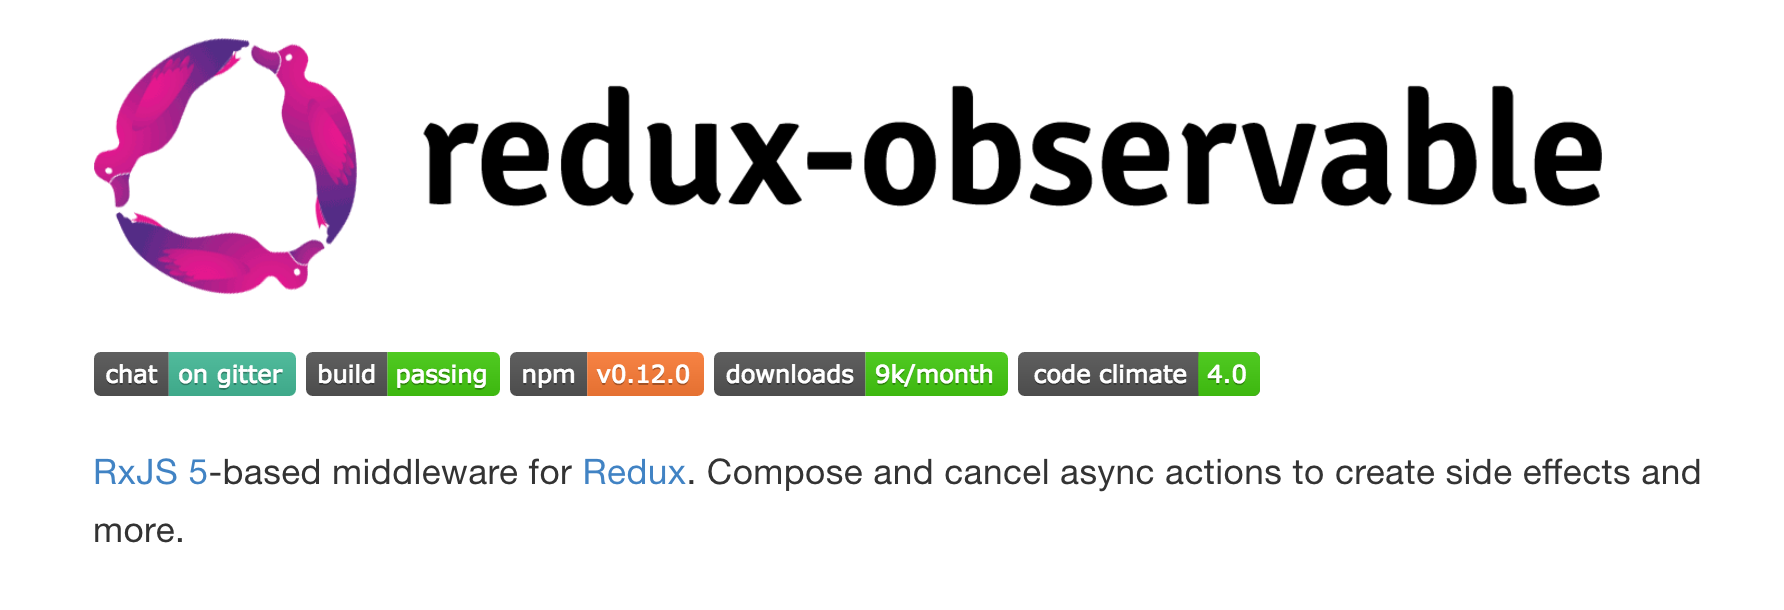 redux-observable
chat on gitter build passing npm v0.12.0 downloads 9k/month code climate 4.0
RxJS 5-based middleware for Redux. Compose and cancel async actions to create side effects and
more.